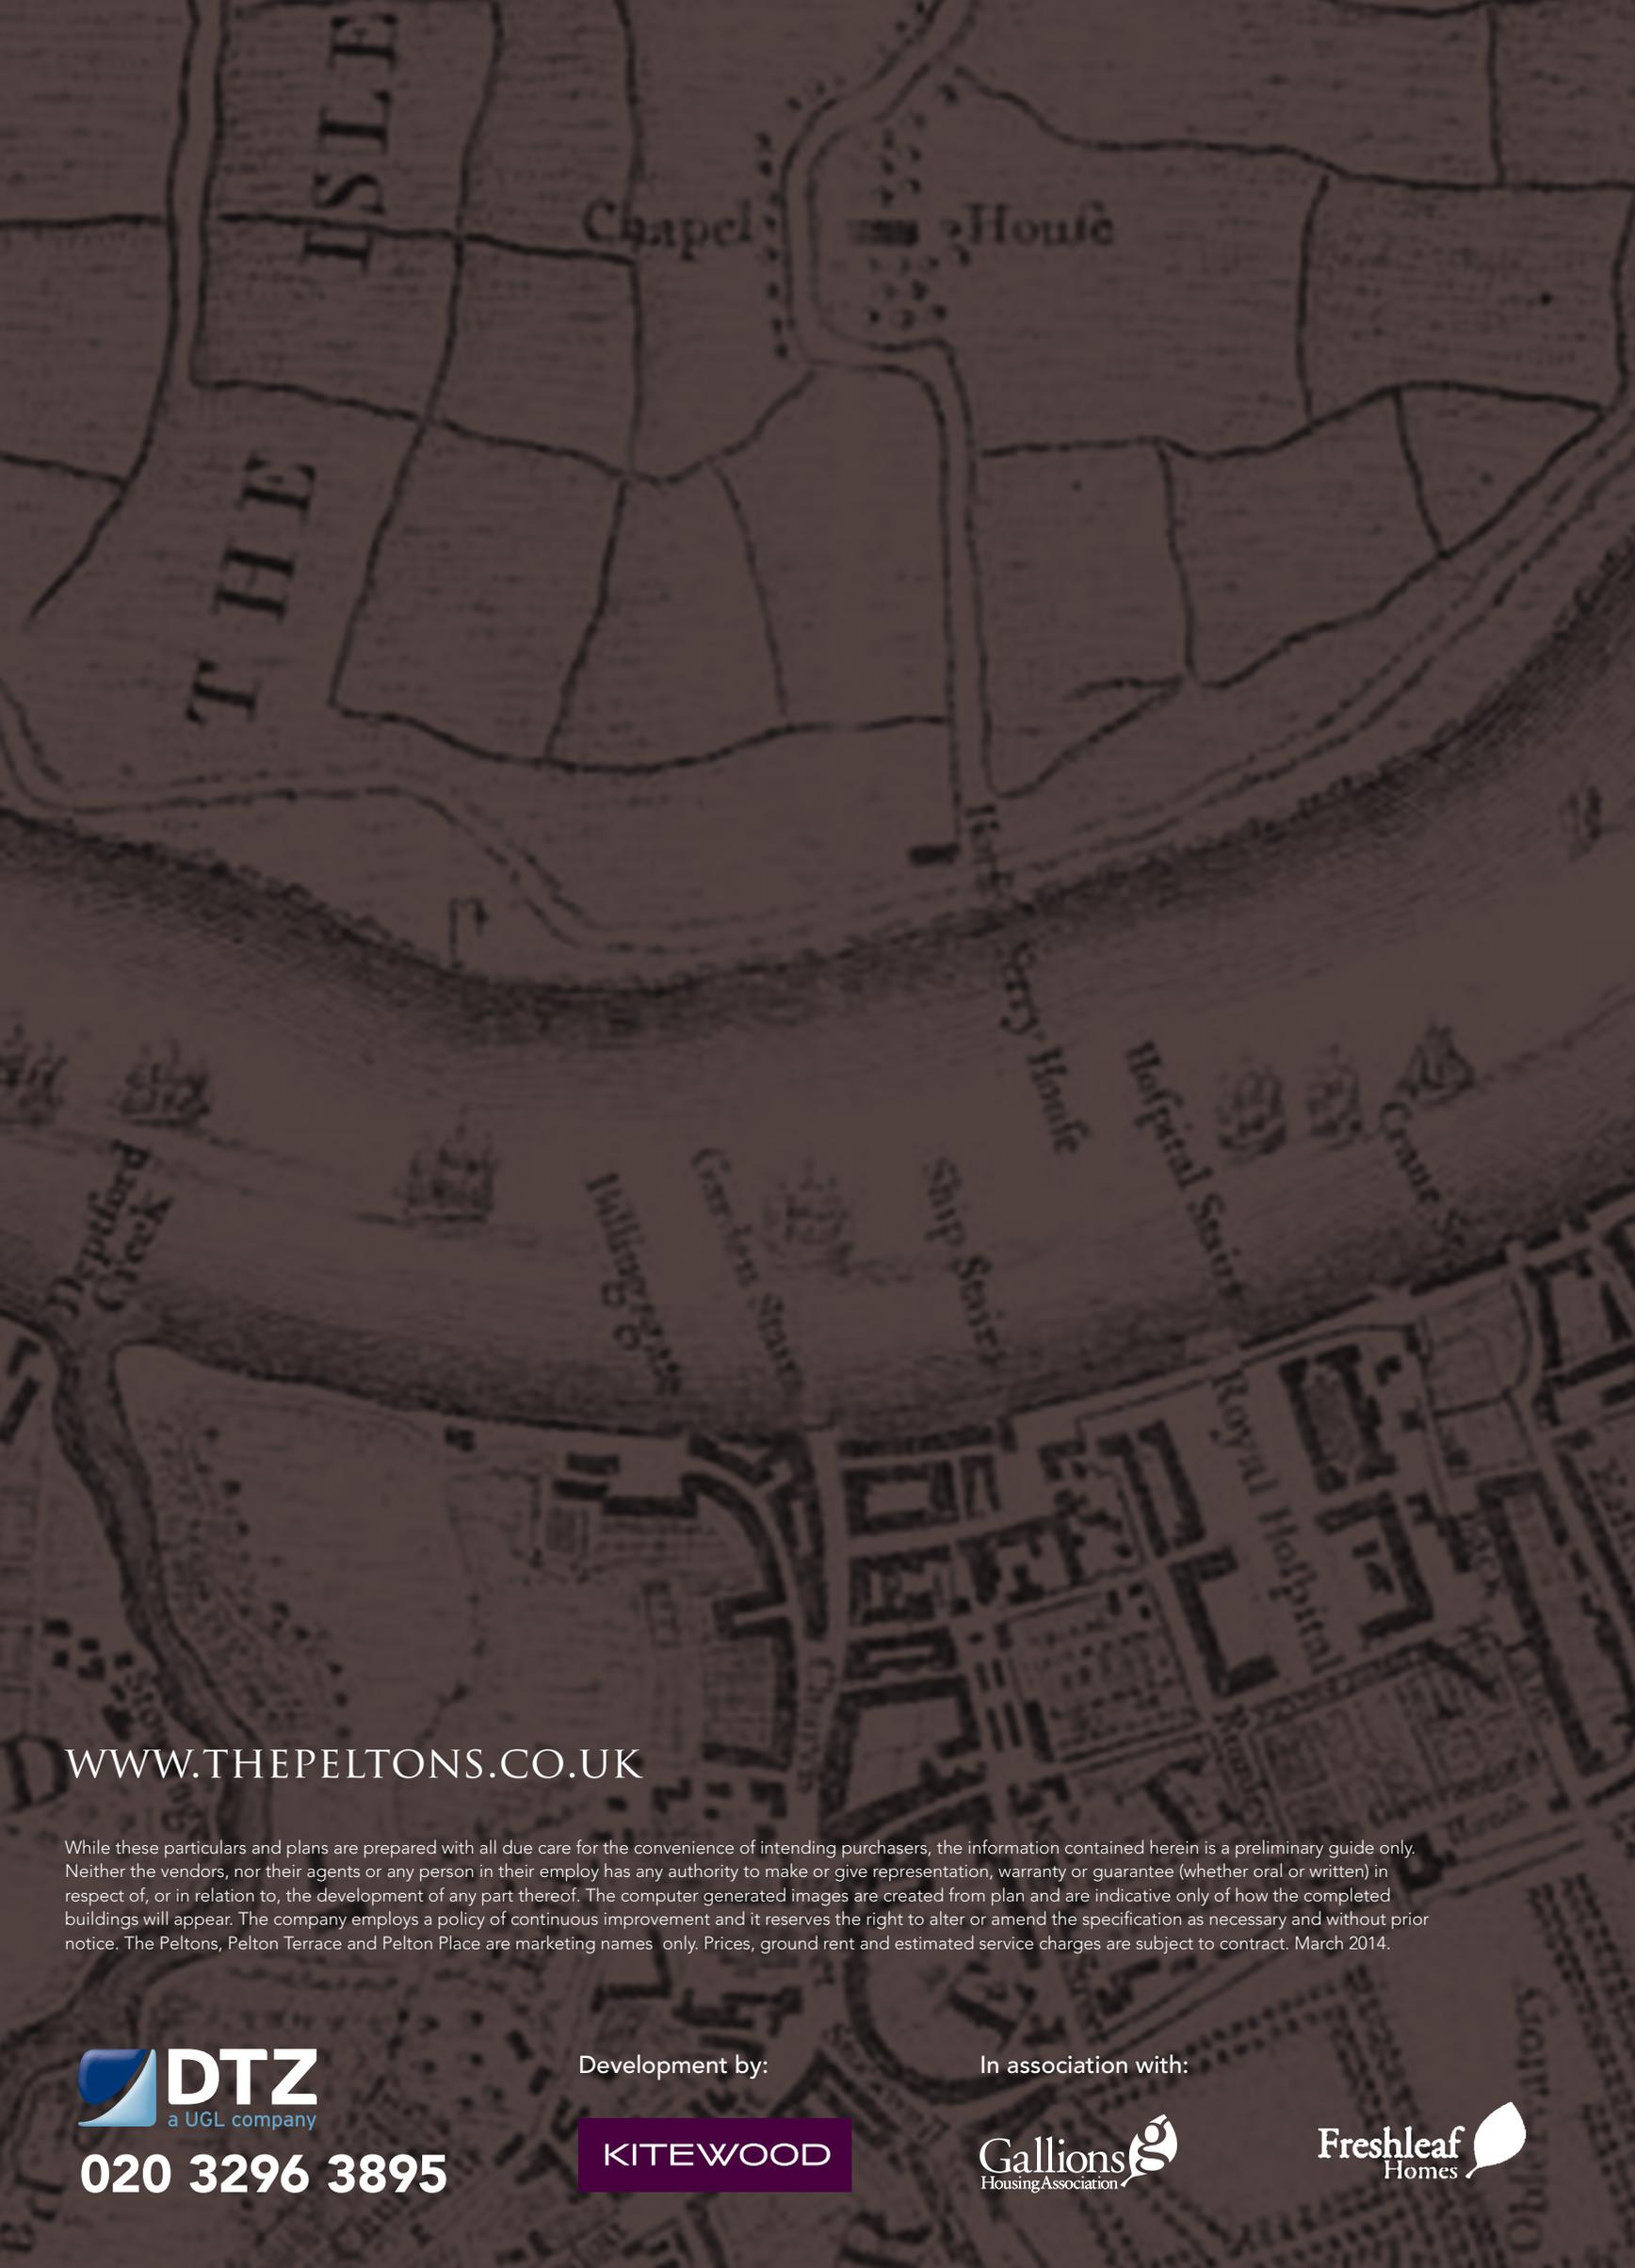 ISLE
Chapel
Houſe
THE
Ferry Houſe
Hoſpital Stairs
Crane
Deptford
Creek
Billingsgate
Garden Stairs
Ship Stairs
Royal Hoſpital
WWW.THEPELTONS.CO.UK
While these particulars and plans are prepared with all due care for the convenience of intending purchasers, the information contained herein is a preliminary guide only.
Neither the vendors, nor their agents or any person in their employ has any authority to make or give representation, warranty or guarantee (whether oral or written) in
respect of, or in relation to, the development of any part thereof. The computer generated images are created from plan and are indicative only of how the completed
buildings will appear. The company employs a policy of continuous improvement and it reserves the right to alter or amend the specification as necessary and without prior
notice. The Peltons, Pelton Terrace and Pelton Place are marketing names only. Prices, ground rent and estimated service charges are subject to contract. March 2014.
DTZ
a UGL company
020 3296 3895
Development by:
KITEWOOD
In association with:
Gallions g
Housing Association
Freshleaf
Homes